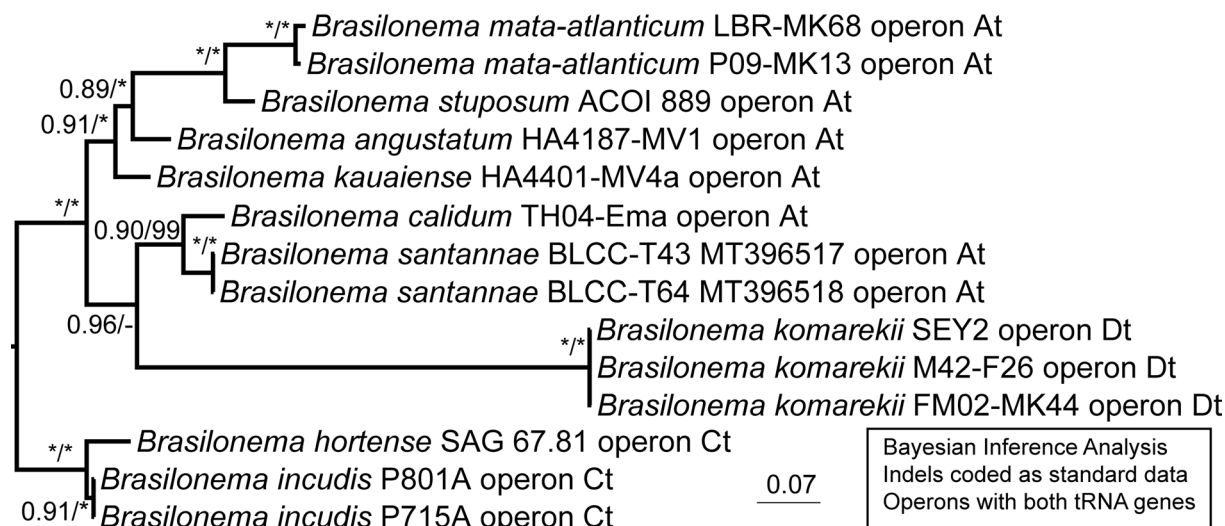 */* Brasilonema mata-atlanticum LBR-MK68 operon At
Brasilonema mata-atlanticum P09-MK13 operon At
*/*
0.89/* Brasilonema stuposum ACOI 889 operon At
0.91/* Brasilonema angustatum HA4187-MV1 operon At
Brasilonema kauaiense HA4401-MV4a operon At
*/* Brasilonema calidum TH04-Ema operon At
0.90/99
*/* Brasilonema santannae BLCC-T43 MT396517 operon At
Brasilonema santannae BLCC-T64 MT396518 operon At
0.96/- Brasilonema komarekii SEY2 operon Dt
*/* Brasilonema komarekii M42-F26 operon Dt
Brasilonema komarekii FM02-MK44 operon Dt
*/* Brasilonema hortense SAG 67.81 operon Ct
Brasilonema incudis P801A operon Ct
0.91/* Brasilonema incudis P715A operon Ct
0.07
Bayesian Inference Analysis
Indels coded as standard data
Operons with both tRNA genes